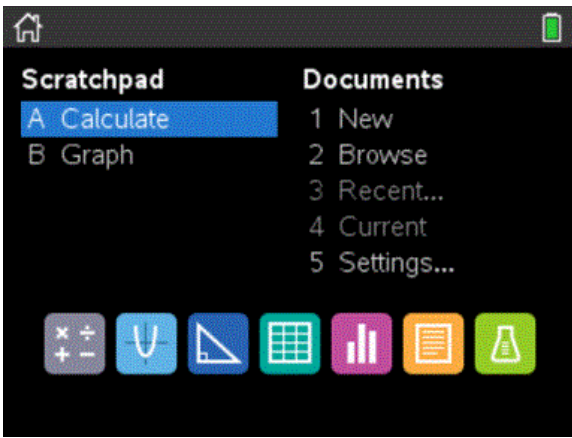 Scratchpad
A Calculate
B Graph
Documents
1 New
2 Browse
3 Recent...
4 Current
5 Settings...